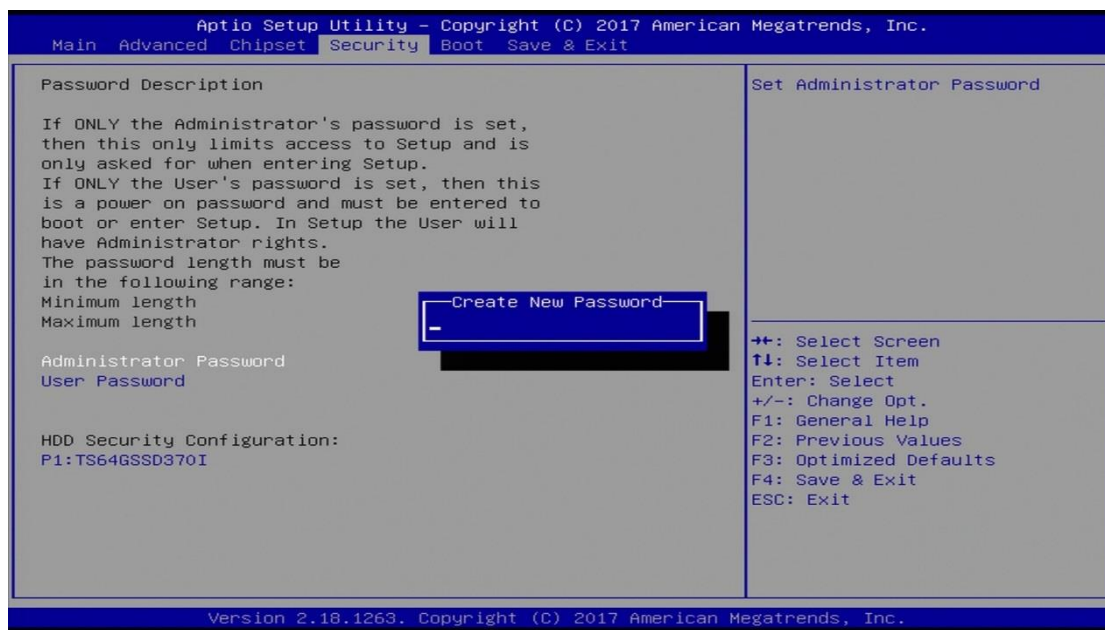 Aptio Setup Utility – Copyright (C) 2017 American Megatrends, Inc.
Main Advanced Chipset Security Boot Save & Exit
Password Description
If ONLY the Administrator's password is set,
then this only limits access to Setup and is
only asked for when entering Setup.
If ONLY the User's password is set, then this
is a power on password and must be entered to
boot or enter Setup. In Setup the User will
have Administrator rights.
The password length must be
in the following range:
Minimum length
Maximum length
Administrator Password
User Password
HDD Security Configuration:
P1:TS64GSSD370I
Create New Password
Set Administrator Password
→←: Select Screen
↑↓: Select Item
Enter: Select
+/-: Change Opt.
F1: General Help
F2: Previous Values
F3: Optimized Defaults
F4: Save & Exit
ESC: Exit
Version 2.18.1263. Copyright (C) 2017 American Megatrends, Inc.